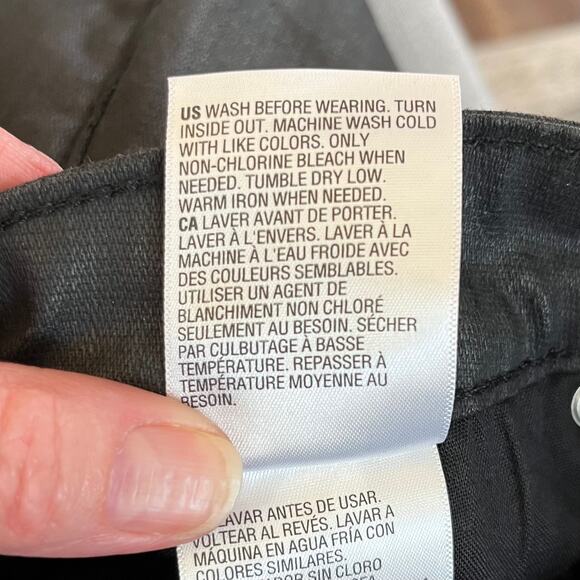 US WASH BEFORE WEARING. TURN
INSIDE OUT. MACHINE WASH COLD
WITH LIKE COLORS. ONLY
NON-CHLORINE BLEACH WHEN
NEEDED. TUMBLE DRY LOW.
WARM IRON WHEN NEEDED.
CA LAVER AVANT DE PORTER.
LAVER À L'ENVERS. LAVER À LA
MACHINE À L'EAU FROIDE AVEC
DES COULEURS SEMBLABLES.
UTILISER UN AGENT DE
BLANCHIMENT NON CHLORÉ
SEULEMENT AU BESOIN. SÉCHER
PAR CULBUTAGE À BASSE
TEMPÉRATURE. REPASSER À
TEMPÉRATURE MOYENNE AU
BESOIN.
LAVAR ANTES DE USAR.
VOLTEAR AL REVÉS. LAVAR A
MÁQUINA EN AGUA FRÍA CON
COLORES SIMILARES.
SIN CLORO